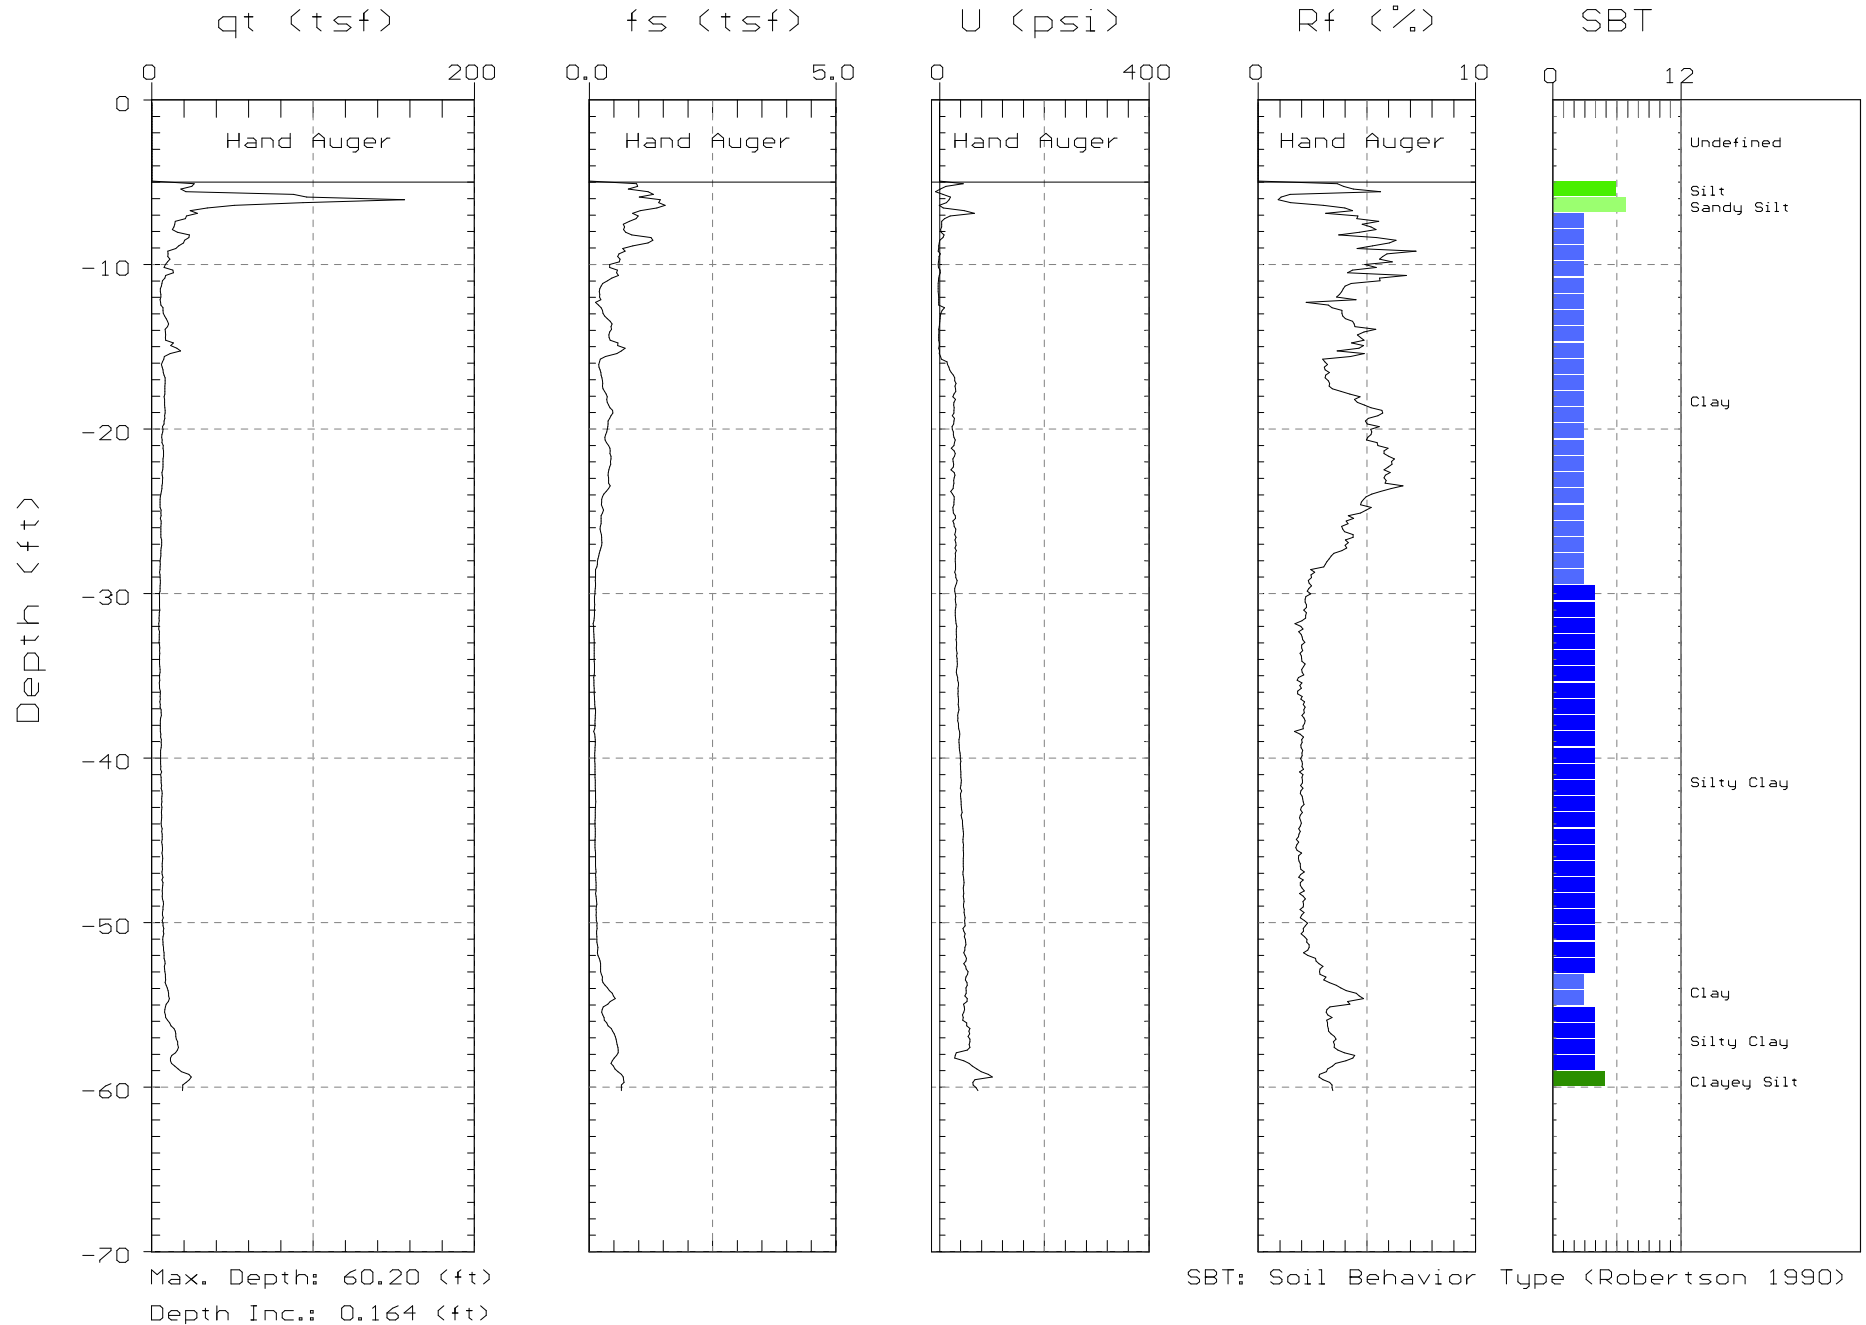 qt (tsf) fs (tsf) U (psi) Rf (%) SBT
0 200 0.0 5.0 0 400 0 10 0 12
0
Hand Auger Hand Auger Hand Auger Hand Auger Undefined
Silt
Sandy Silt
-10
Clay
-20
Depth (ft)
-30
-40
Silty Clay
-50
Clay
Silty Clay
-60 Clayey Silt
-70
Max. Depth: 60.20 (ft) SBT: Soil Behavior Type (Robertson 1990)
Depth Inc.: 0.164 (ft)